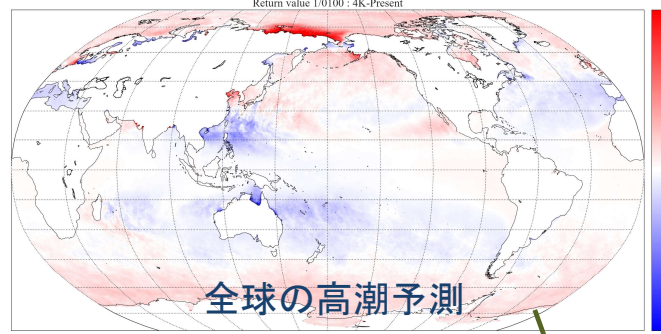 Return value 1/0100 : 4K-Present
全球の高潮予測